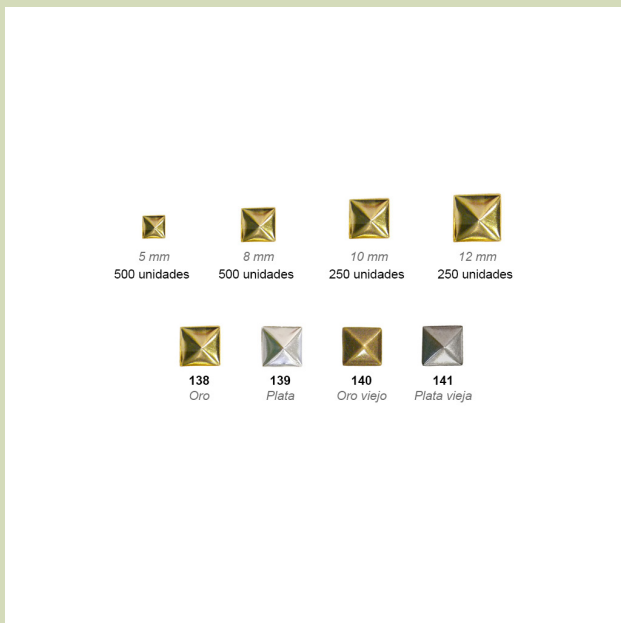 5 mm 8 mm 10 mm 12 mm
500 unidades 500 unidades 250 unidades 250 unidades
138 139 140 141
Oro Plata Oro viejo Plata vieja